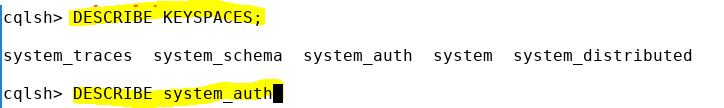 cqlsh> DESCRIBE KEYSPACES;
system_traces  system_schema  system_auth  system  system_distributed
cqlsh> DESCRIBE system_auth